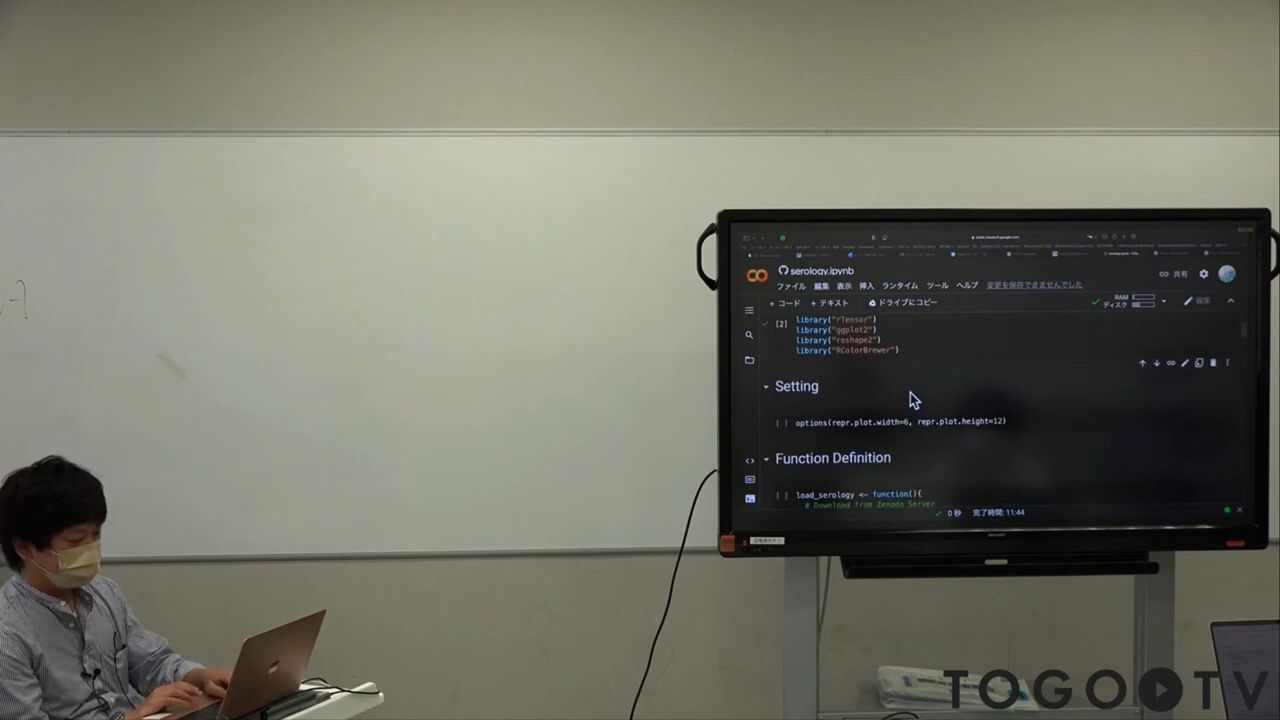 A
serology.ipynb
ファイル 編集 表示 挿入 ランタイム ツール ヘルプ 変更を保存できませんでした
共有
+ コード + テキスト ドライブにコピー
RAM
ディスク
編集
[2] library("rTensor")
library("ggplot2")
library("reshape2")
library("RColorBrewer")
Setting
[ ] options(repr.plot.width=6, repr.plot.height=12)
Function Definition
[ ] load_serology <- function(){
# Download from Zenodo Server
0 秒 完了時間: 11:44
SHARP
TOGO TV